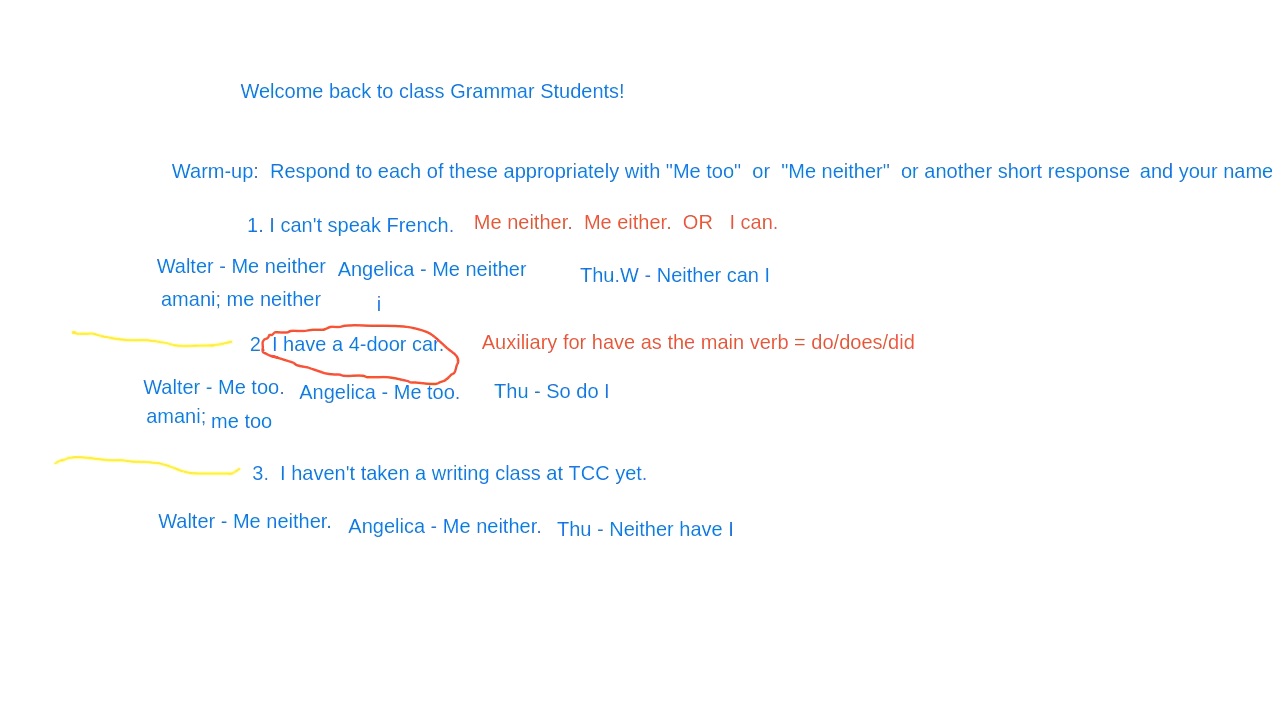 Welcome back to class Grammar Students!
Warm-up: Respond to each of these appropriately with "Me too" or "Me neither" or another short response and your name
1. I can't speak French. Me neither. Me either. OR I can.
Walter - Me neither Angelica - Me neither Thu.W - Neither can I
amani; me neither i
2. I have a 4-door car. Auxiliary for have as the main verb = do/does/did
Walter - Me too. Angelica - Me too. Thu - So do I
amani; me too
3. I haven't taken a writing class at TCC yet.
Walter - Me neither. Angelica - Me neither. Thu - Neither have I